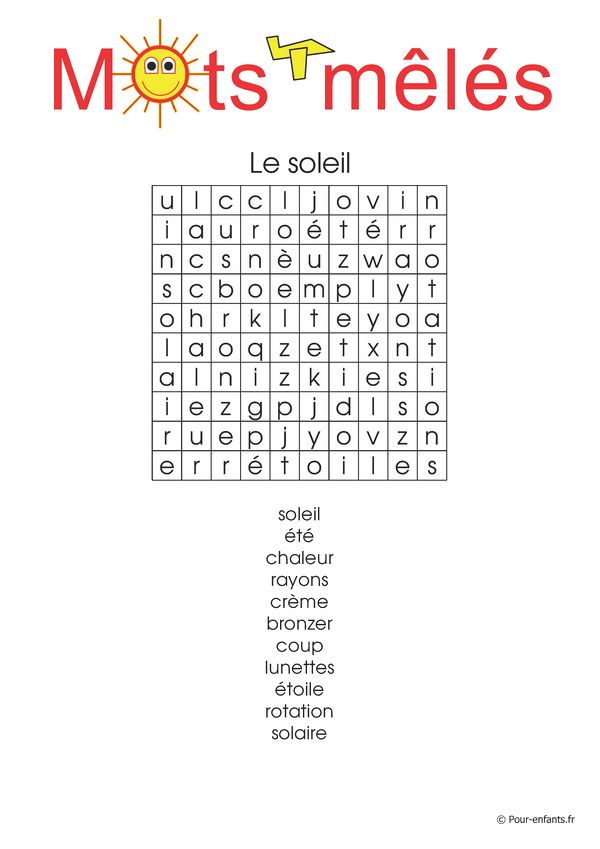 Mots mêlés
Le soleil
u l c c l j o v i n
i a u r o é t é r r
n c s n è u z w a o
s c b o e m p l y t
o h r k l t e y o a
l a o q z e t x n t
a l n i z k i e s i
i e z g p j d l s o
r u e p j y o v z n
e r r é t o i l e s
soleil
été
chaleur
rayons
crème
bronzer
coup
lunettes
étoile
rotation
solaire
© Pour-enfants.fr